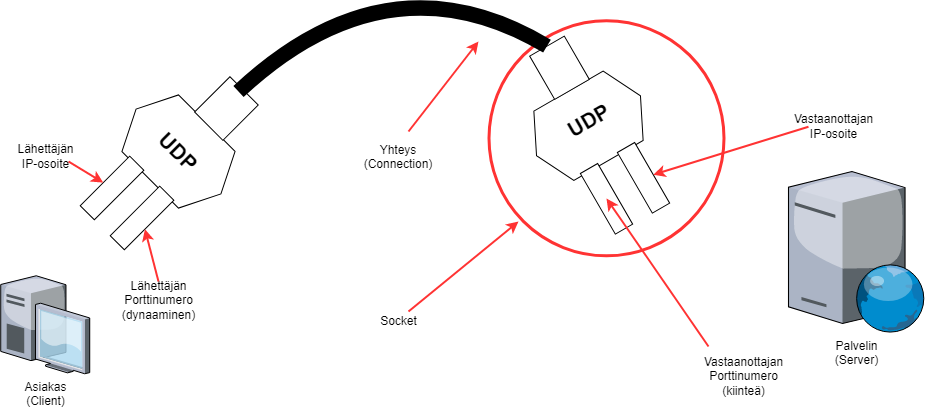 UDP
UDP
Lähettäjän
IP-osoite
Yhteys
(Connection)
Vastaanottajan
IP-osoite
Lähettäjän
Porttinumero
(dynaaminen)
Socket
Vastaanottajan
Porttinumero
(kiinteä)
Palvelin
(Server)
Asiakas
(Client)